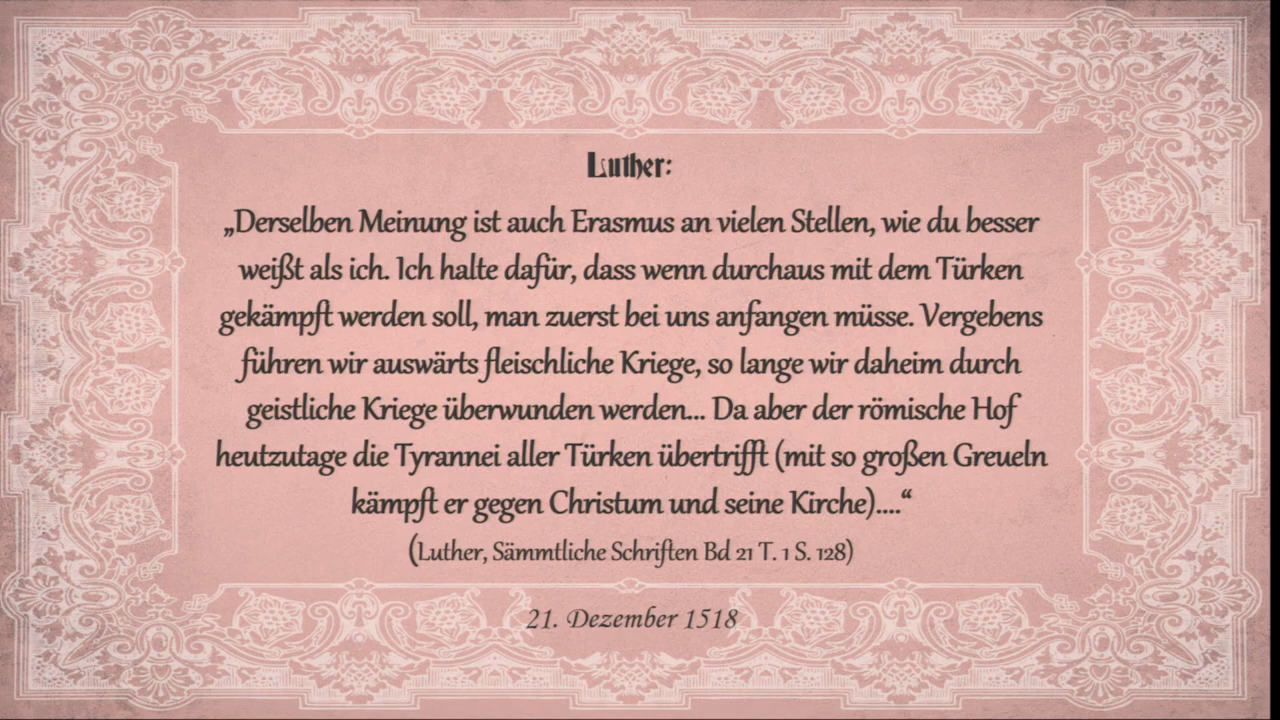 Luther:
„Derselben Meinung ist auch Erasmus an vielen Stellen, wie du besser
weißt als ich. Ich halte dafür, dass wenn durchaus mit dem Türken
gekämpft werden soll, man zuerst bei uns anfangen müsse. Vergebens
führen wir auswärts fleischliche Kriege, so lange wir daheim durch
geistliche Kriege überwunden werden... Da aber der römische Hof
heutzutage die Tyrannei aller Türken übertrifft (mit so großen Greueln
kämpft er gegen Christum und seine Kirche)....“
(Luther, Sämmtliche Schriften Bd 21 T. 1 S. 128)
21. Dezember 1518